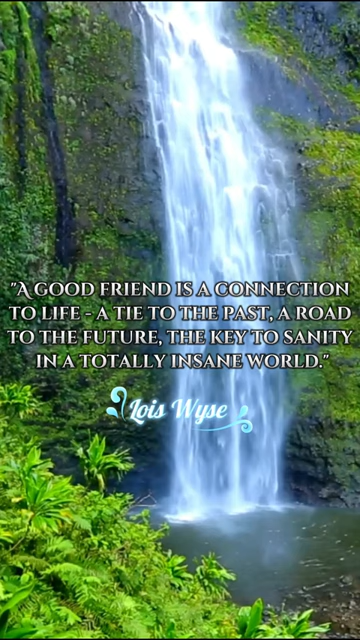 "A good friend is a connection
to life - a tie to the past, a road
to the future, the key to sanity
in a totally insane world."
Lois Wyse